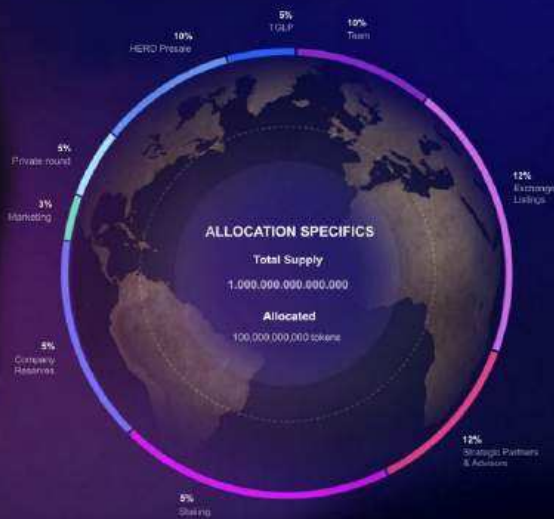 5%
TGLP
10%
Team
10%
HERO Presale
12%
Exchange
Listings
5%
Private round
3%
Marketing
ALLOCATION SPECIFICS
Total Supply
1.000.000.000.000.000
Allocated
100,000,000,000 tokens
5%
Company
Reserves
12%
Strategic Partners
& Advisors
5%
Staking